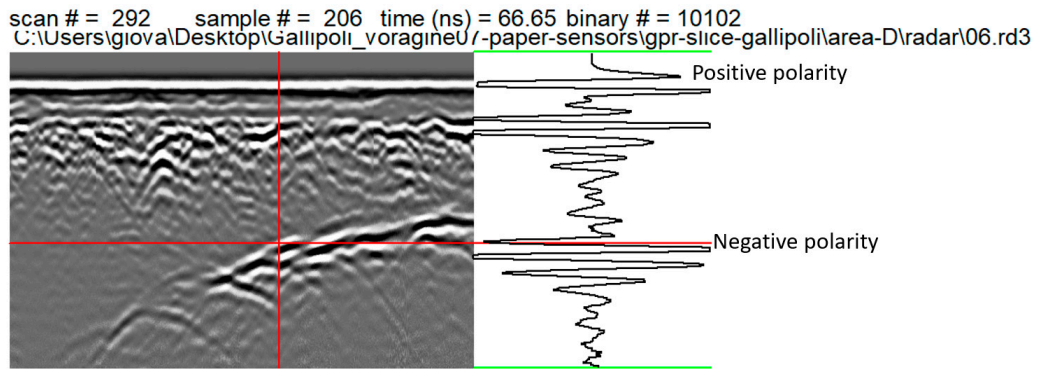 scan # = 292 sample # = 206 time (ns) = 66.65 binary # = 10102
C:\Users\giova\Desktop\Gallipoli_voragine07-paper-sensors\gpr-slice-gallipoli\area-D\radar\06.rd3
Positive polarity
Negative polarity